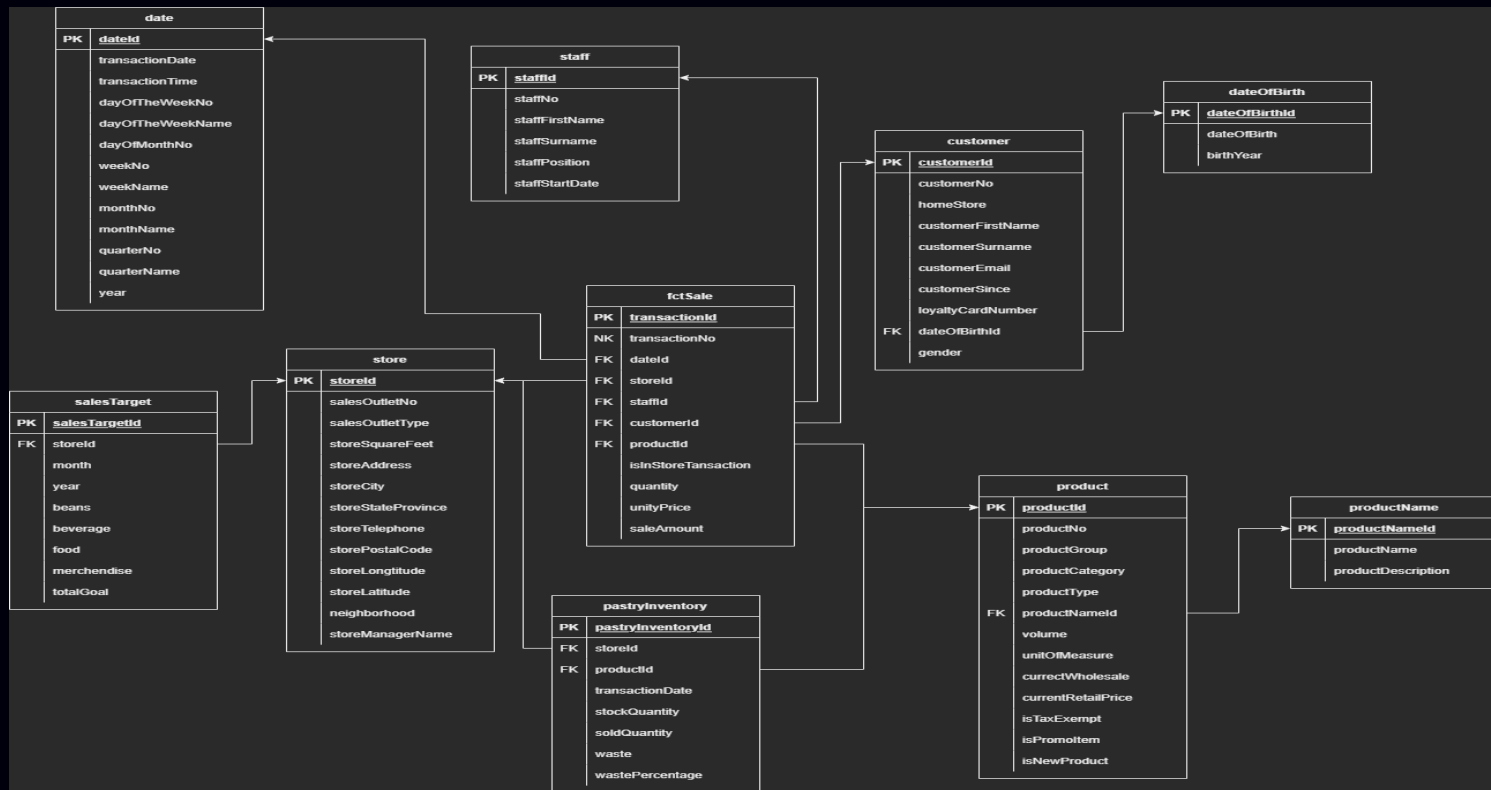 date
PK dateId
transactionDate
transactionTime
dayOfTheWeekNo
dayOfTheWeekName
dayOfMonthNo
weekNo
weekName
monthNo
monthName
quarterNo
quarterName
year
staff
PK staffId
staffNo
staffFirstName
staffSurname
staffPosition
staffStartDate
dateOfBirth
PK dateOfBirthId
dateOfBirth
birthYear
customer
PK customerId
customerNo
homeStore
customerFirstName
customerSurname
customerEmail
customerSince
loyaltyCardNumber
FK dateOfBirthId
gender
fctSale
PK transactionId
NK transactionNo
FK dateId
FK storeId
FK staffId
FK customerId
FK productId
isInStoreTansaction
quantity
unityPrice
saleAmount
store
PK storeId
salesOutletNo
salesOutletType
storeSquareFeet
storeAddress
storeCity
storeStateProvince
storeTelephone
storePostalCode
storeLongtitude
storeLatitude
neighborhood
storeManagerName
salesTarget
PK salesTargetId
FK storeId
month
year
beans
beverage
food
merchendise
totalGoal
product
PK productId
productNo
productGroup
productCategory
productType
FK productNameId
volume
unitOfMeasure
currectWholesale
currentRetailPrice
isTaxExempt
isPromoItem
isNewProduct
productName
PK productNameId
productName
productDescription
pastryInventory
PK pastryInventoryId
FK storeId
FK productId
transactionDate
stockQuantity
soldQuantity
waste
wastePercentage